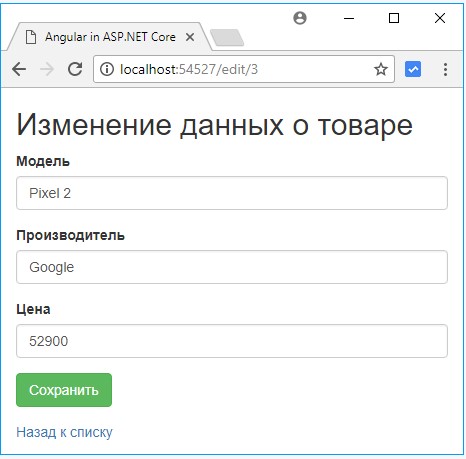 Angular in ASP.NET Core
localhost:54527/edit/3
Изменение данных о товаре
Модель
Pixel 2
Производитель
Google
Цена
52900
Сохранить
Назад к списку